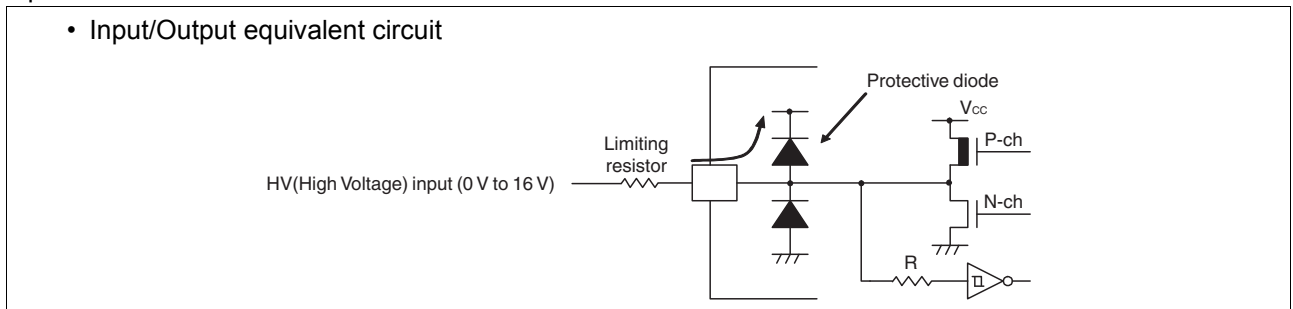 • Input/Output equivalent circuit
Protective diode
VCC
P-ch
Limiting
resistor
HV(High Voltage) input (0 V to 16 V)
N-ch
R